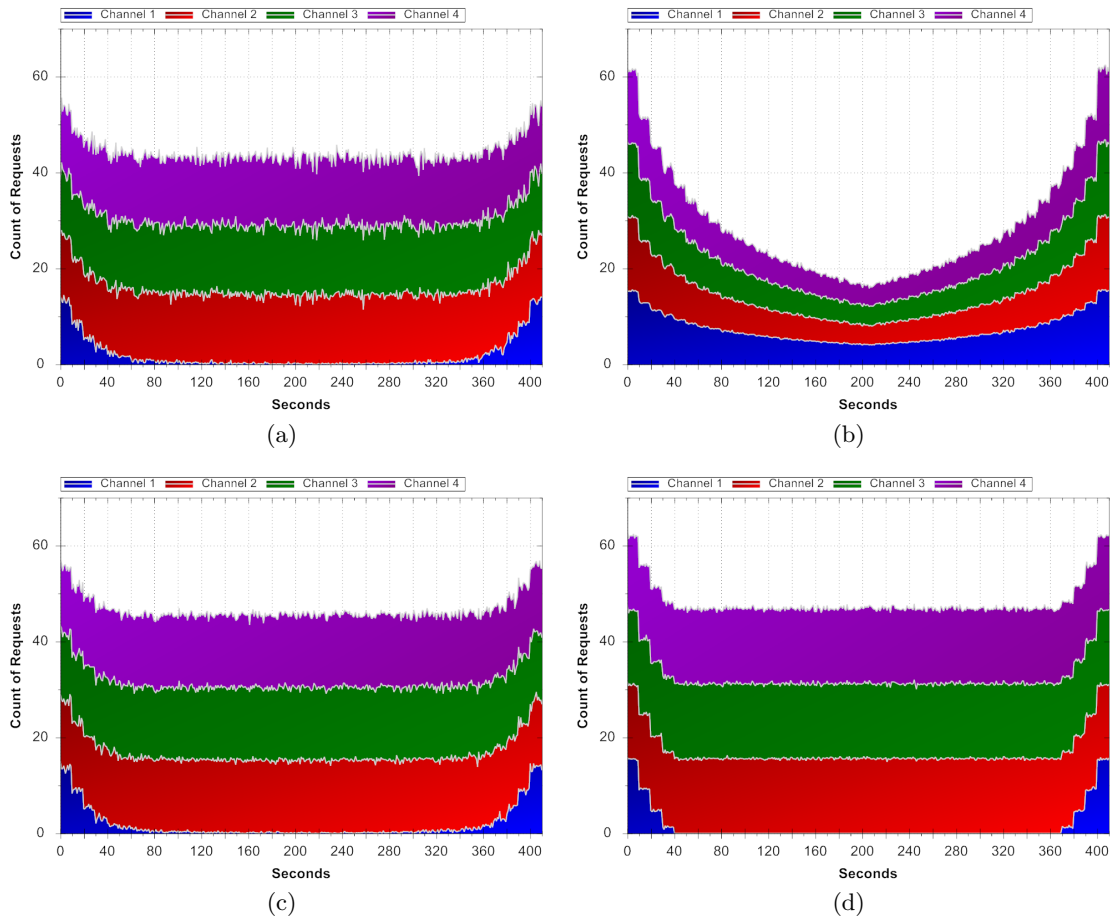 Channel 1 Channel 2 Channel 3 Channel 4
Count of Requests
60
40
20
0
0 40 80 120 160 200 240 280 320 360 400
Seconds
(a)
Channel 1 Channel 2 Channel 3 Channel 4
Count of Requests
60
40
20
0
0 40 80 120 160 200 240 280 320 360 400
Seconds
(b)
Channel 1 Channel 2 Channel 3 Channel 4
Count of Requests
60
40
20
0
0 40 80 120 160 200 240 280 320 360 400
Seconds
(c)
Channel 1 Channel 2 Channel 3 Channel 4
Count of Requests
60
40
20
0
0 40 80 120 160 200 240 280 320 360 400
Seconds
(d)